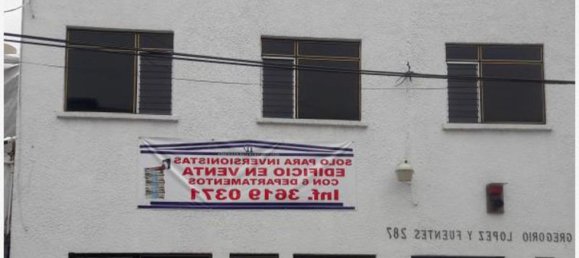 SOLO PARA INVERSIONISTAS
EDIFICIO EN VENTA
CON 6 DEPARTAMENTOS
Inf. 3619 0371
GREGORIO LOPEZ Y FUENTES 287